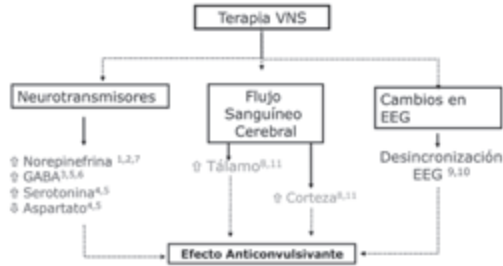 Terapia VNS
Neurotransmisores
Flujo
Sanguíneo
Cerebral
Cambios en
EEG
⇧ Norepinefrina 1,2,7
⇧ GABA 3,5,6
⇧ Serotonina 4,5
⇩ Aspartato 4,5
⇧ Tálamo 8,11
⇧ Corteza 8,11
Desincronización
EEG 9,10
Efecto Anticonvulsivante